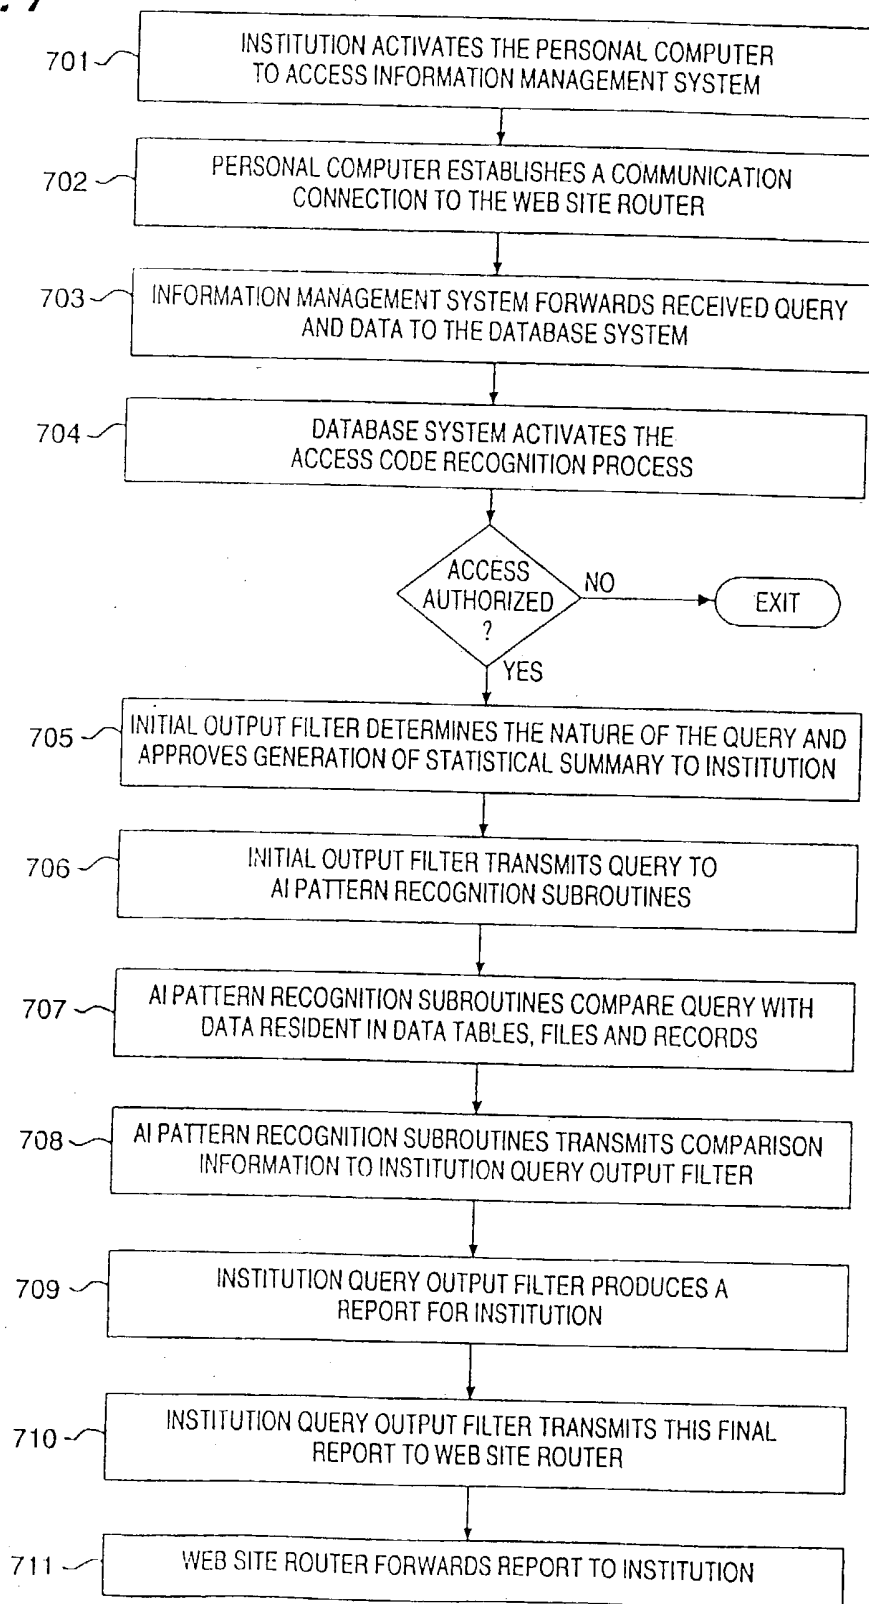 701
INSTITUTION ACTIVATES THE PERSONAL COMPUTER
TO ACCESS INFORMATION MANAGEMENT SYSTEM
702
PERSONAL COMPUTER ESTABLISHES A COMMUNICATION
CONNECTION TO THE WEB SITE ROUTER
703
INFORMATION MANAGEMENT SYSTEM FORWARDS RECEIVED QUERY
AND DATA TO THE DATABASE SYSTEM
704
DATABASE SYSTEM ACTIVATES THE
ACCESS CODE RECOGNITION PROCESS
ACCESS
AUTHORIZED
?
NO
EXIT
YES
705
INITIAL OUTPUT FILTER DETERMINES THE NATURE OF THE QUERY AND
APPROVES GENERATION OF STATISTICAL SUMMARY TO INSTITUTION
706
INITIAL OUTPUT FILTER TRANSMITS QUERY TO
AI PATTERN RECOGNITION SUBROUTINES
707
AI PATTERN RECOGNITION SUBROUTINES COMPARE QUERY WITH
DATA RESIDENT IN DATA TABLES, FILES AND RECORDS
708
AI PATTERN RECOGNITION SUBROUTINES TRANSMITS COMPARISON
INFORMATION TO INSTITUTION QUERY OUTPUT FILTER
709
INSTITUTION QUERY OUTPUT FILTER PRODUCES A
REPORT FOR INSTITUTION
710
INSTITUTION QUERY OUTPUT FILTER TRANSMITS THIS FINAL
REPORT TO WEB SITE ROUTER
711
WEB SITE ROUTER FORWARDS REPORT TO INSTITUTION